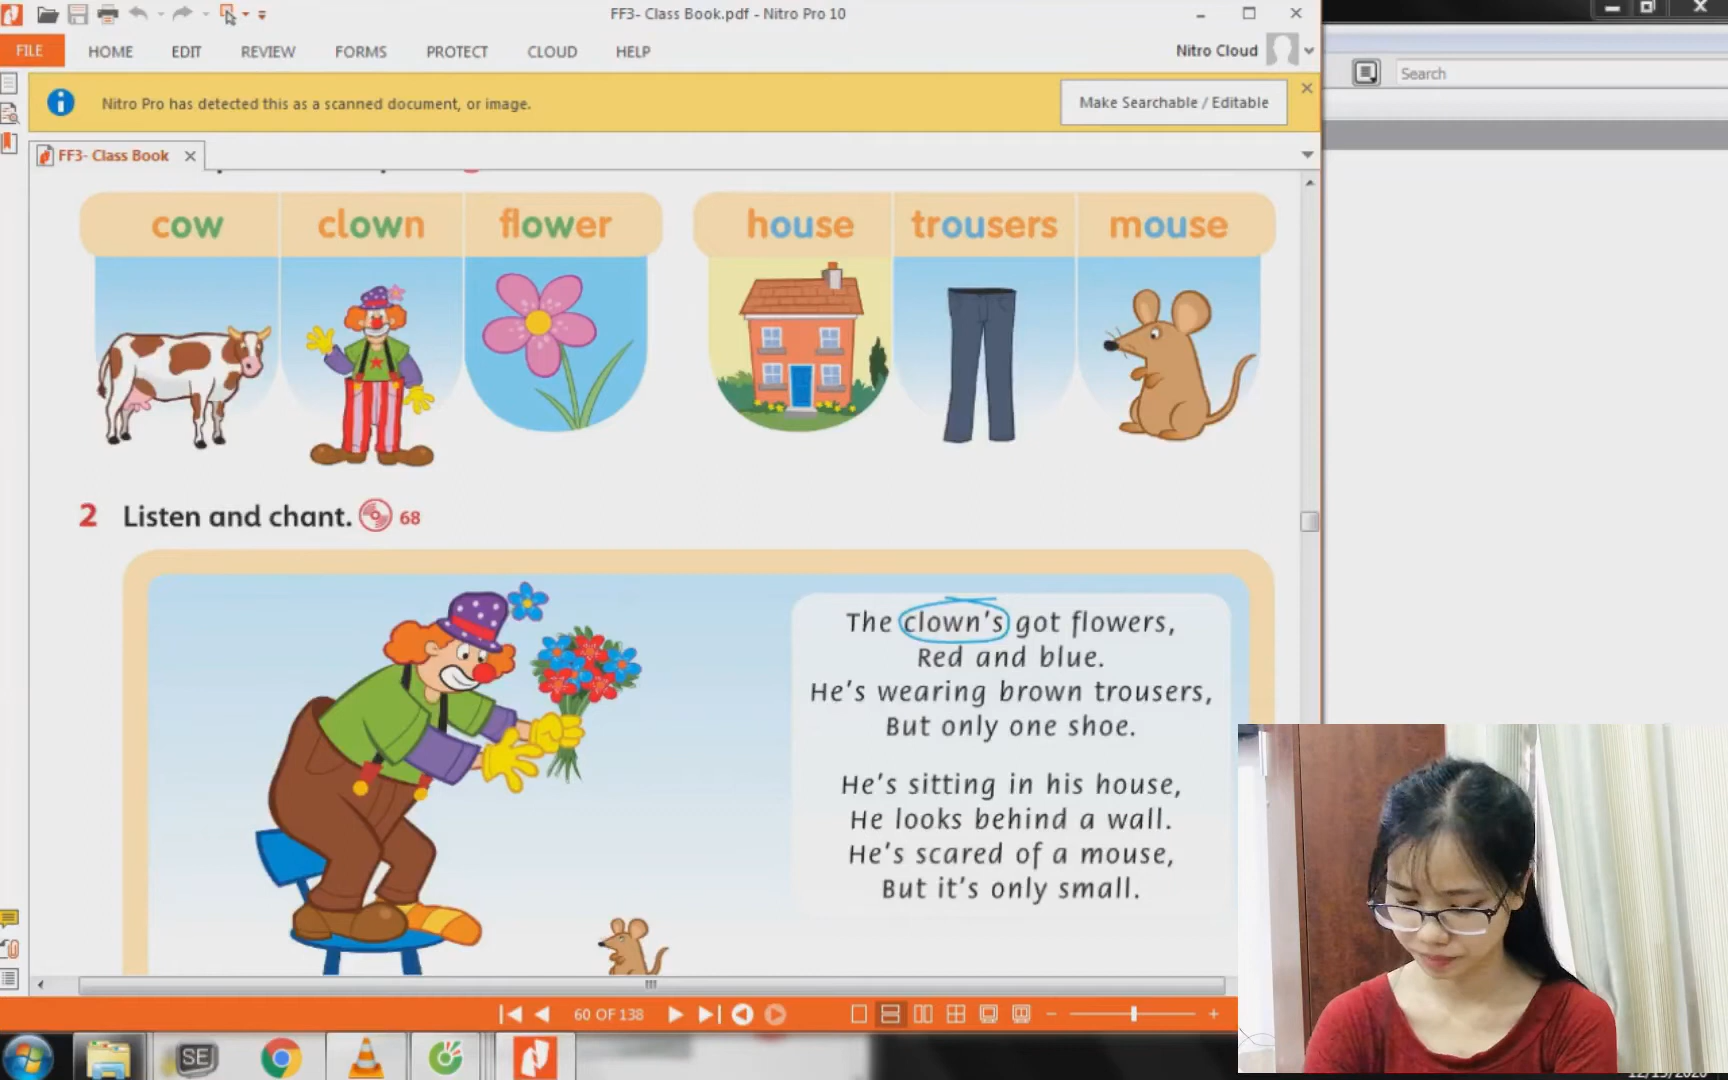 FF3- Class Book.pdf - Nitro Pro 10
FILE HOME EDIT REVIEW FORMS PROTECT CLOUD HELP
Nitro Cloud
Search
Nitro Pro has detected this as a scanned document, or image.
Make Searchable / Editable
FF3- Class Book
cow clown flower house trousers mouse
2 Listen and chant. 68
The clown's got flowers,
Red and blue.
He's wearing brown trousers,
But only one shoe.
He's sitting in his house,
He looks behind a wall.
He's scared of a mouse,
But it's only small.
60 OF 138
SE